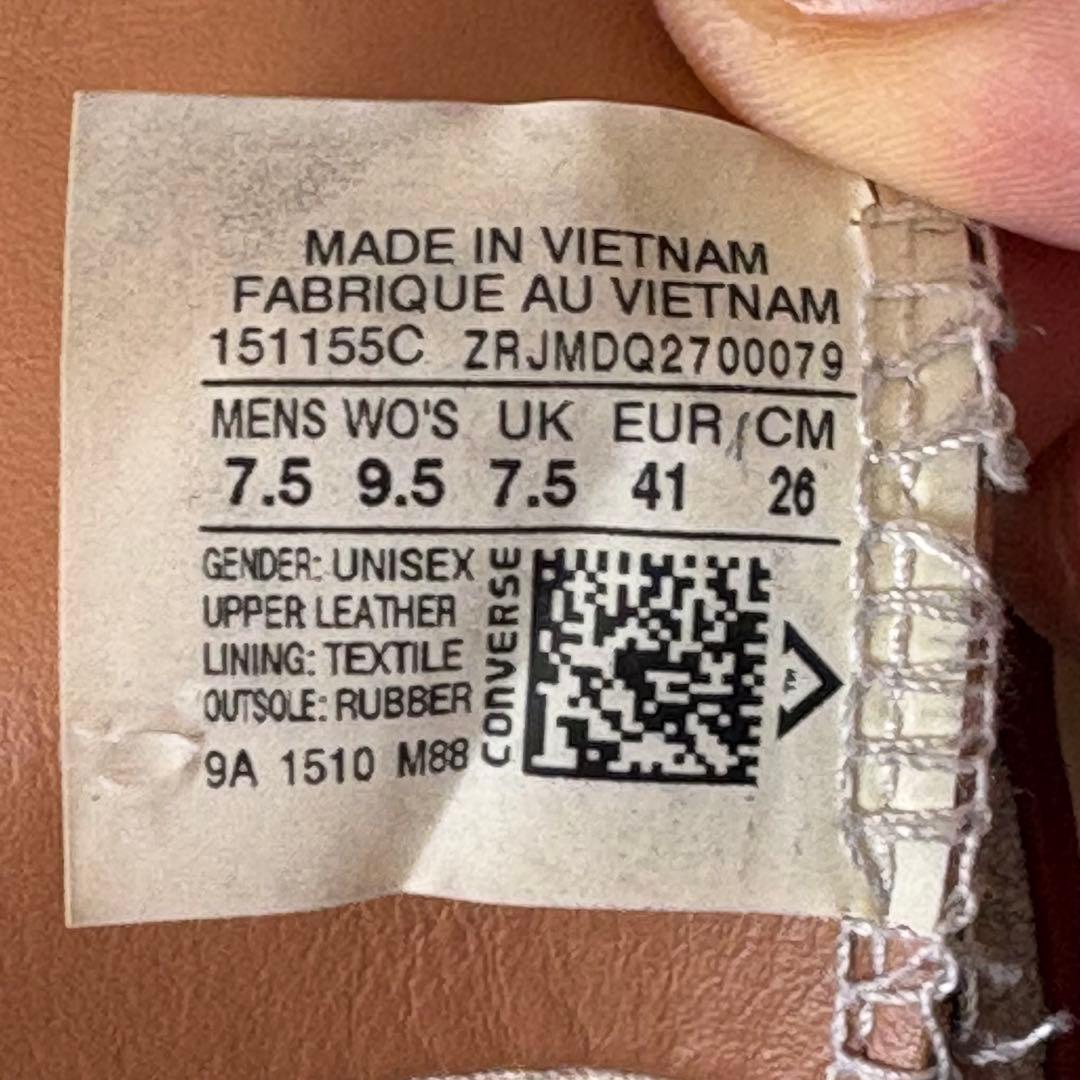 MADE IN VIETNAM
FABRIQUE AU VIETNAM
151155C ZRJMDQ2700079
MENS WO'S UK EUR CM
7.5 9.5 7.5 41 26
GENDER: UNISEX
UPPER LEATHER
LINING: TEXTILE
OUTSOLE: RUBBER
9A 1510 M88
CONVERSE
TM